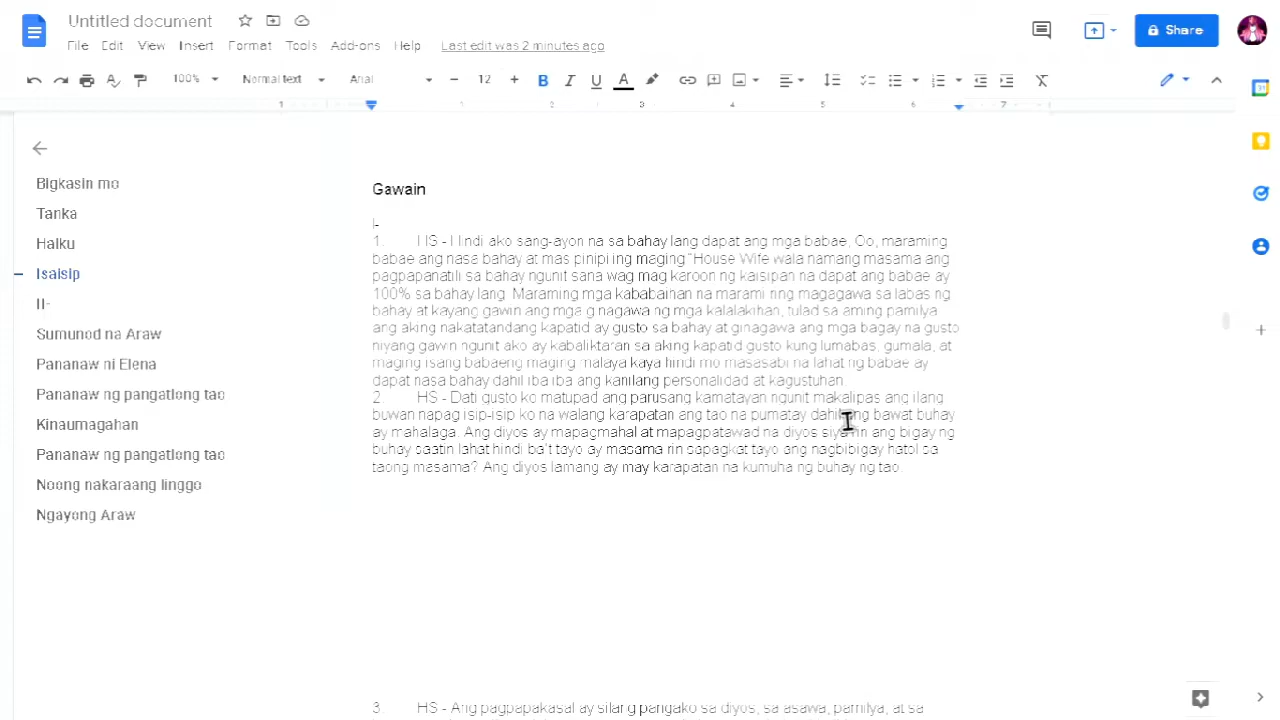 Untitled document
File Edit View Insert Format Tools Add-ons Help Last edit was 2 minutes ago
Share
100% Normal text Arial 12
B I U A
1 1 2 3 4 5 6 7
Bigkasin mo
Tanka
Haiku
Isaisip
II-
Sumunod na Araw
Pananaw ni Elena
Pananaw ng pangatlong tao
Kinaumagahan
Pananaw ng pangatlong tao
Noong nakaraang linggo
Ngayong Araw
Gawain
I-
1. HS - Hindi ako sang-ayon na sa bahay lang dapat ang mga babae, Oo, maraming
babae ang nasa bahay at mas pinipi ing maging "House Wife wala namang masama ang
pagpapanatili sa bahay ngunit sana wag mag karoon ng kaisipan na dapat ang babae ay
100% sa bahay lang. Maraming mga kababaihan na marami ring magagawa sa labas ng
bahay at kayang gawin ang mga g nagawa ng mga kalalakihan, tulad sa aming pamilya
ang aking nakatatandang kapatid ay gusto sa bahay at ginagawa ang mga bagay na gusto
niyang gawin ngunit ako ay kabaliktaran sa aking kapatid gusto kung lumabas, gumala, at
maging isang babaeng maging malaya kaya hindi mo masasabi na lahat ng babae ay
dapat nasa bahay dahil iba iba ang kanilang personalidad at kagustuhan.
2. HS - Dati gusto ko matupad ang parusang kamatayan ngunit makalipas ang ilang
buwan napag isip-isip ko na walang karapatan ang tao na pumatay dahil ang bawat buhay
ay mahalaga. Ang diyos ay mapagmahal at mapagpatawad na diyos siya rin ang bigay ng
buhay saatin lahat hindi ba't tayo ay masama rin sapagkat tayo ang nagbibigay hatol sa
taong masama? Ang diyos lamang ay may karapatan na kumuha ng buhay ng tao.
3 HS - Ang pagpapakasal ay silang pangako sa diyos, sa asawa, pamilya, at sa